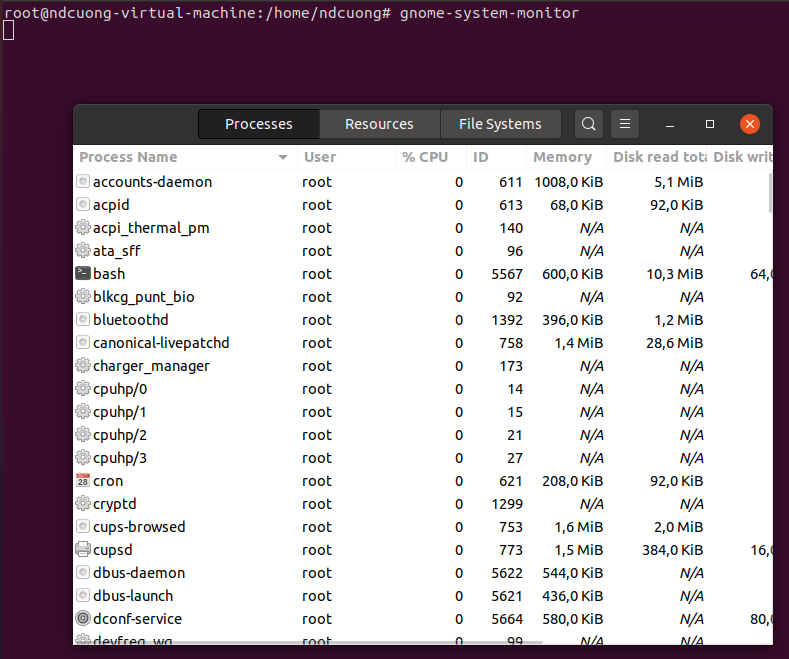 root@ndcuong-virtual-machine:/home/ndcuong# gnome-system-monitor
Processes Resources File Systems
Process Name User % CPU ID Memory Disk read tota Disk writ
accounts-daemon root 0 611 1008,0 KiB 5,1 MiB
acpid root 0 613 68,0 KiB 92,0 KiB
acpi_thermal_pm root 0 140 N/A N/A
ata_sff root 0 96 N/A N/A
bash root 0 5567 600,0 KiB 10,3 MiB 64,0
blkcg_punt_bio root 0 92 N/A N/A
bluetoothd root 0 1392 396,0 KiB 1,2 MiB
canonical-livepatchd root 0 758 1,4 MiB 28,6 MiB
charger_manager root 0 173 N/A N/A
cpuhp/0 root 0 14 N/A N/A
cpuhp/1 root 0 15 N/A N/A
cpuhp/2 root 0 21 N/A N/A
cpuhp/3 root 0 27 N/A N/A
cron root 0 621 208,0 KiB 92,0 KiB
cryptd root 0 1299 N/A N/A
cups-browsed root 0 753 1,6 MiB 2,0 MiB
cupsd root 0 773 1,5 MiB 384,0 KiB 16,0
dbus-daemon root 0 5622 544,0 KiB N/A
dbus-launch root 0 5621 436,0 KiB N/A
dconf-service root 0 5664 580,0 KiB N/A 80,0
devfreq_wq root 0 99 N/A N/A